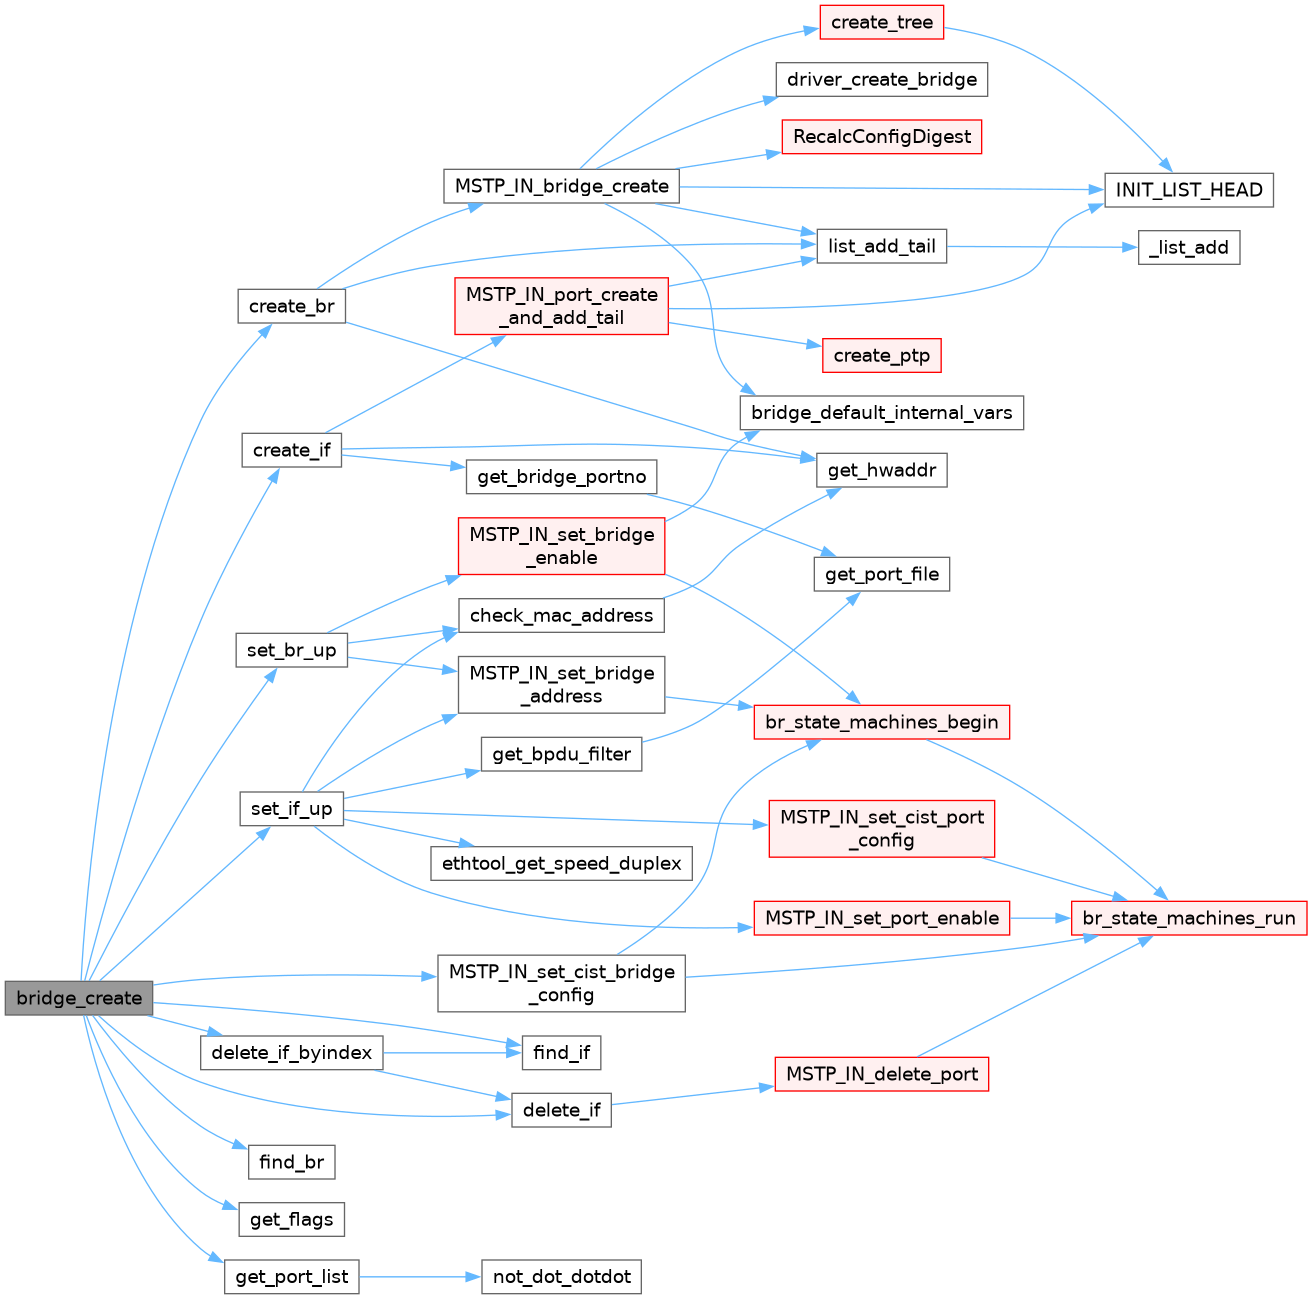 create_tree
driver_create_bridge
RecalcConfigDigest
MSTP_IN_bridge_create
INIT_LIST_HEAD
list_add_tail
_list_add
create_br
MSTP_IN_port_create
_and_add_tail
create_ptp
bridge_default_internal_vars
create_if
get_bridge_portno
get_hwaddr
MSTP_IN_set_bridge
_enable
get_port_file
check_mac_address
set_br_up
MSTP_IN_set_bridge
_address
br_state_machines_begin
get_bpdu_filter
set_if_up
MSTP_IN_set_cist_port
_config
ethtool_get_speed_duplex
MSTP_IN_set_port_enable
br_state_machines_run
MSTP_IN_set_cist_bridge
_config
bridge_create
delete_if_byindex
find_if
MSTP_IN_delete_port
delete_if
find_br
get_flags
get_port_list
not_dot_dotdot